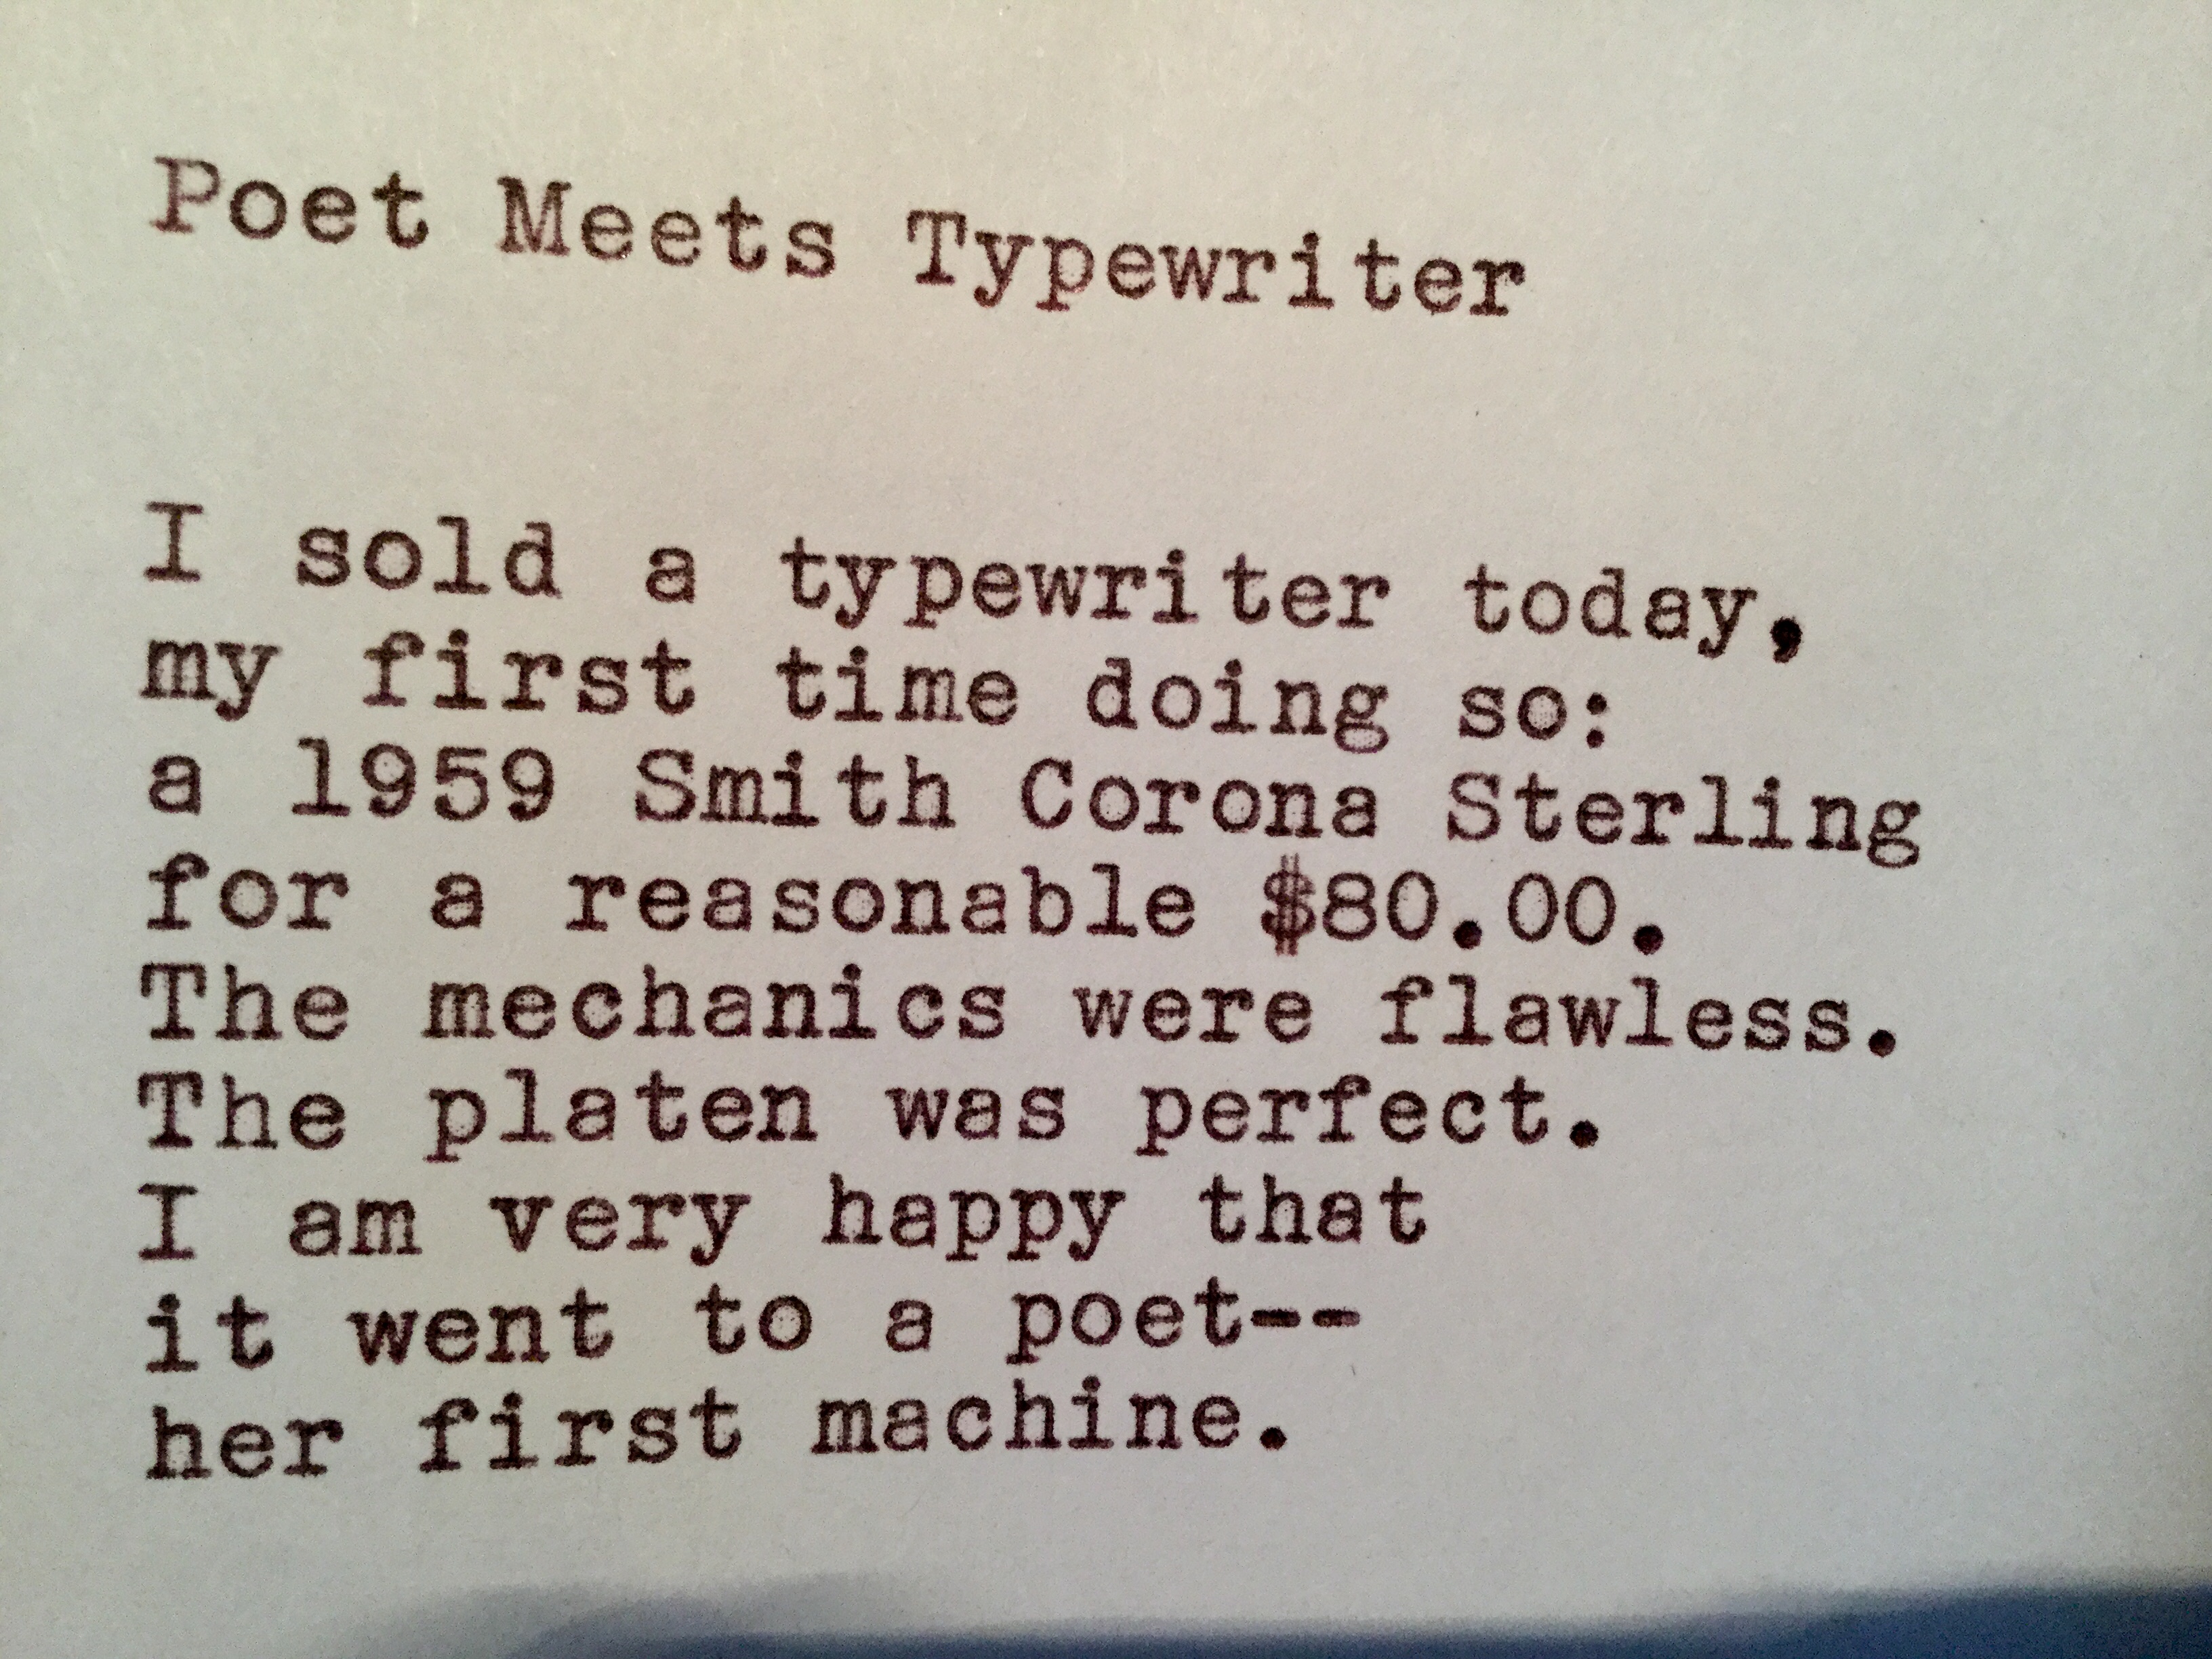 Poet Meets Typewriter
I sold a typewriter today,
my first time doing so:
a 1959 Smith Corona Sterling
for a reasonable $80.00.
The mechanics were flawless.
The platen was perfect.
I am very happy that
it went to a poet--
her first machine.